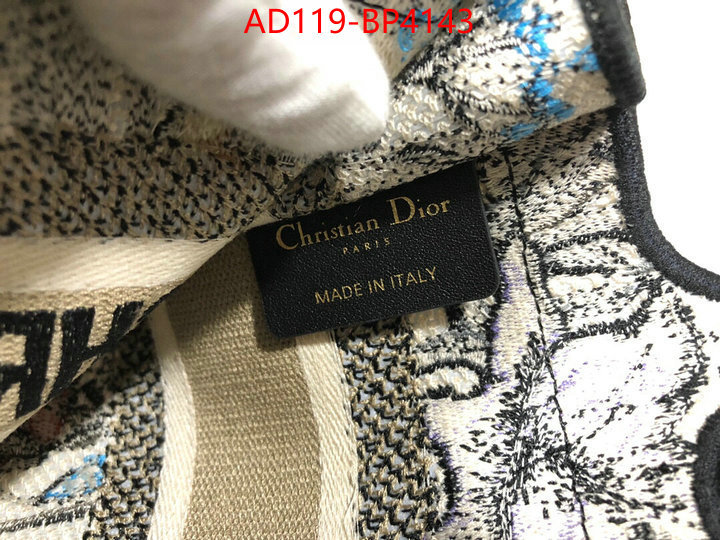 AD119-BP4143
Christian Dior
PARIS
MADE IN ITALY